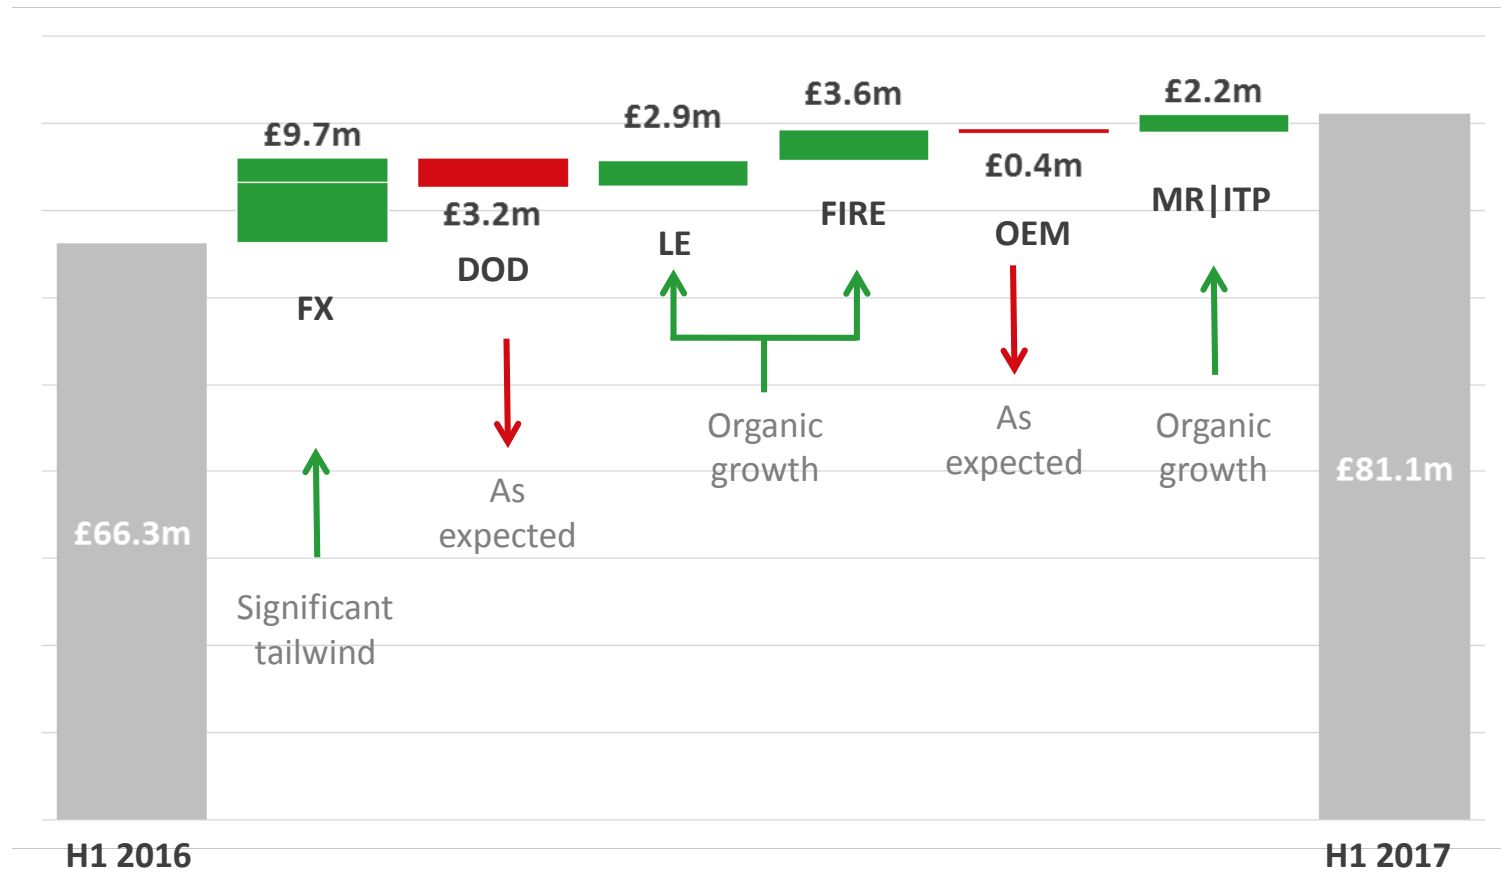 £9.7m
FX
Significant
tailwind
£3.2m
DOD
As
expected
£2.9m
LE
£3.6m
FIRE
Organic
growth
£0.4m
OEM
As
expected
£2.2m
MR|ITP
Organic
growth
£66.3m
H1 2016
£81.1m
H1 2017